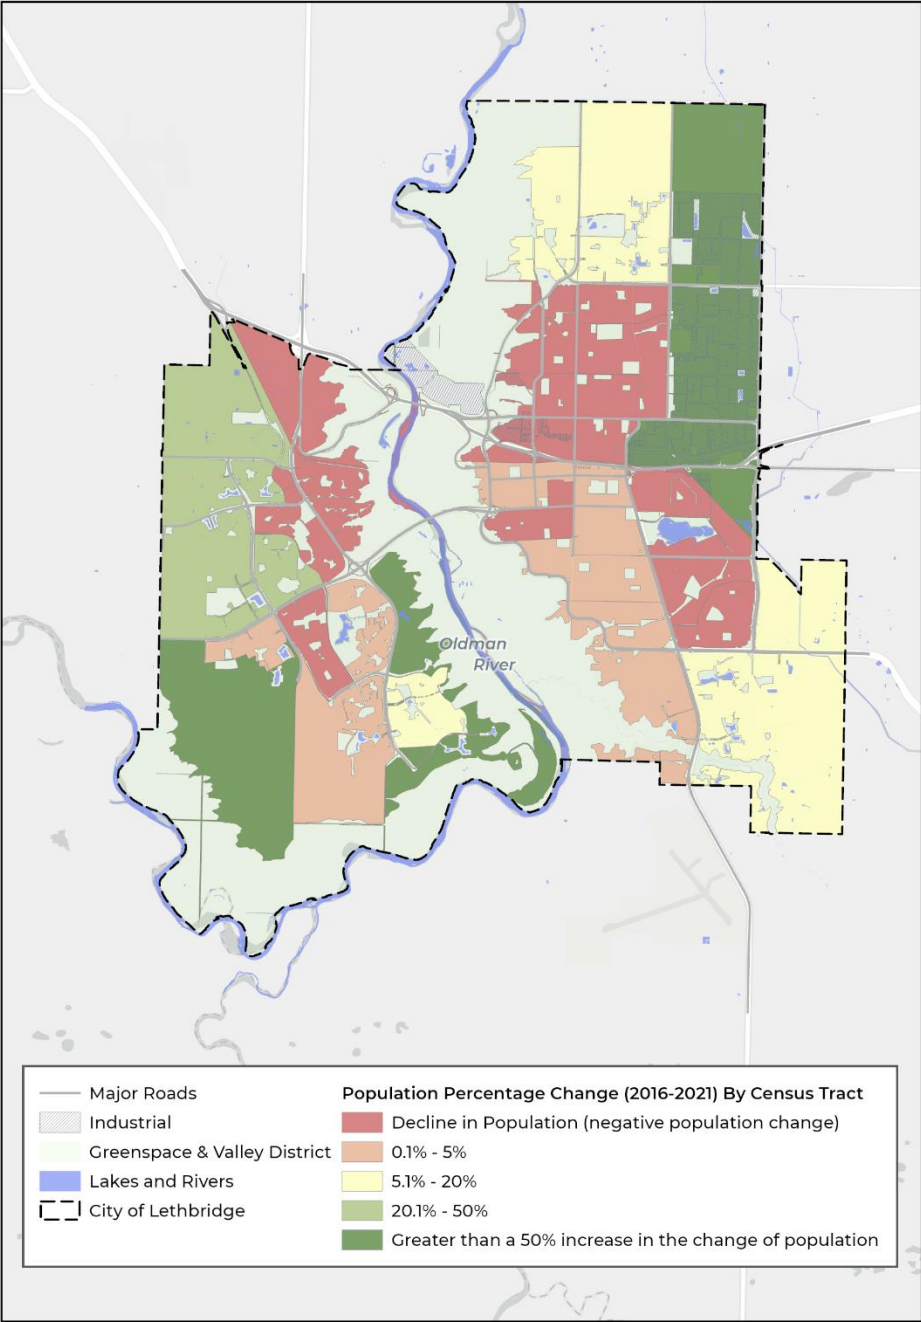 Oldman
River
Major Roads
Industrial
Greenspace & Valley District
Lakes and Rivers
City of Lethbridge
Population Percentage Change (2016-2021) By Census Tract
Decline in Population (negative population change)
0.1% - 5%
5.1% - 20%
20.1% - 50%
Greater than a 50% increase in the change of population